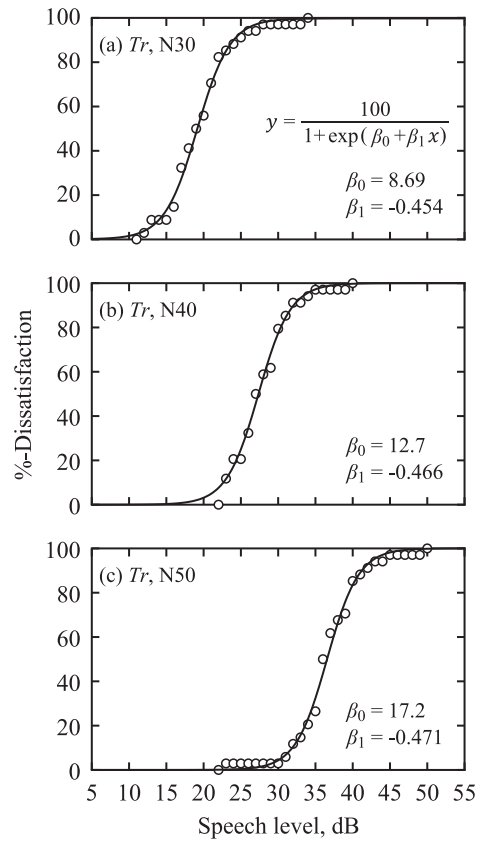 100
(a) Tr, N30
80
60
y = 100 / 1+exp( β0 + β1 x)
40
β0 = 8.69
20
β1 = -0.454
0
100
(b) Tr, N40
80
60
40
β0 = 12.7
20
β1 = -0.466
0
100
(c) Tr, N50
80
60
40
β0 = 17.2
20
β1 = -0.471
0
5 10 15 20 25 30 35 40 45 50 55
Speech level, dB
%-Dissatisfaction